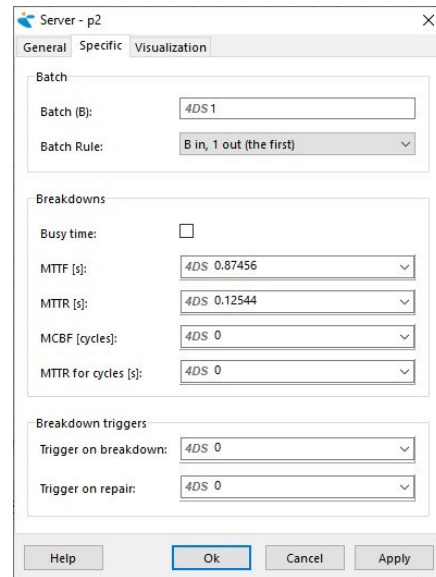 Server - p2
General Specific Visualization
Batch
Batch (B): 4DS 1
Batch Rule: B in, 1 out (the first)
Breakdowns
Busy time:
MTTF [s]: 4DS 0.87456
MTTR [s]: 4DS 0.12544
MCBF [cycles]: 4DS 0
MTTR for cycles [s]: 4DS 0
Breakdown triggers
Trigger on breakdown: 4DS 0
Trigger on repair: 4DS 0
Help Ok Cancel Apply